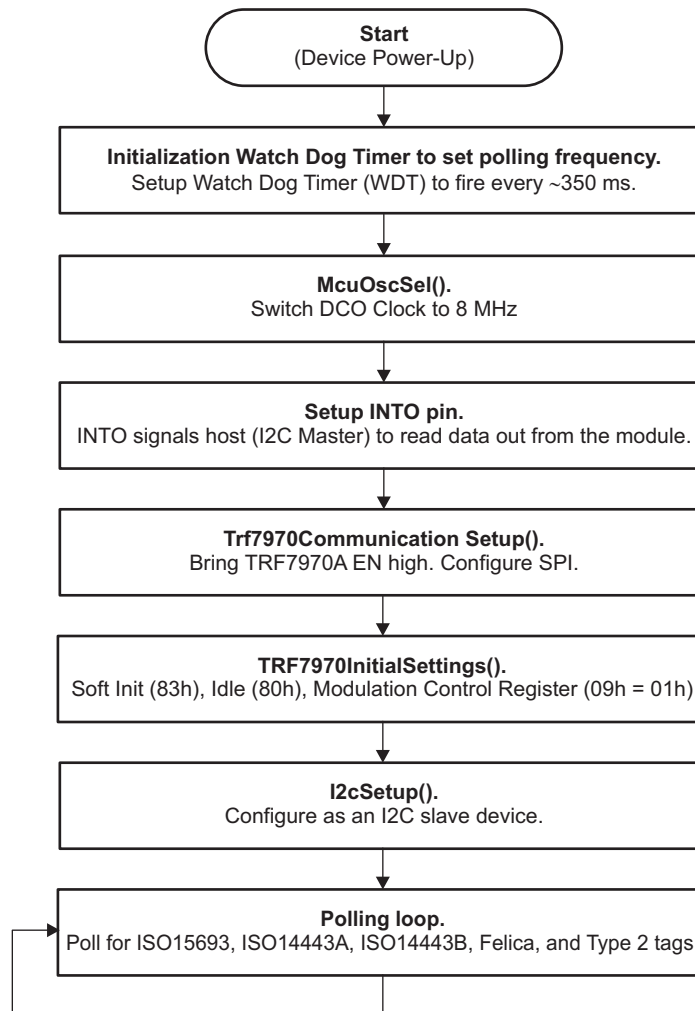 Start
(Device Power-Up)
Initialization Watch Dog Timer to set polling frequency.
Setup Watch Dog Timer (WDT) to fire every ~350 ms.
McuOscSel().
Switch DCO Clock to 8 MHz
Setup INTO pin.
INTO signals host (I2C Master) to read data out from the module.
Trf7970Communication Setup().
Bring TRF7970A EN high. Configure SPI.
TRF7970InitialSettings().
Soft Init (83h), Idle (80h), Modulation Control Register (09h = 01h)
I2cSetup().
Configure as an I2C slave device.
Polling loop.
Poll for ISO15693, ISO14443A, ISO14443B, Felica, and Type 2 tags